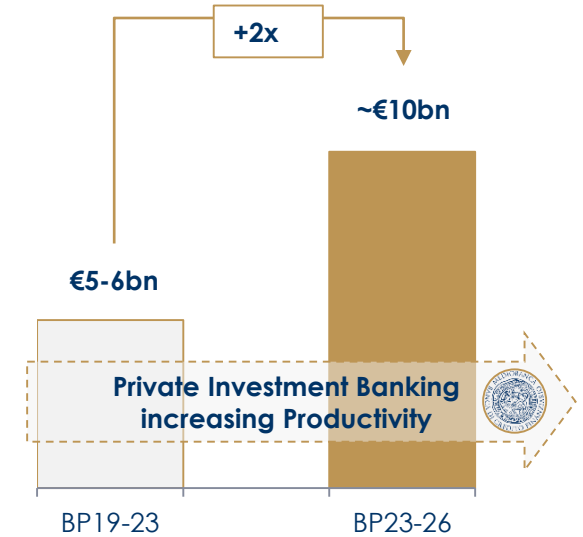 +2x
~€10bn
€5-6bn
Private Investment Banking
increasing Productivity
BP19-23
BP23-26